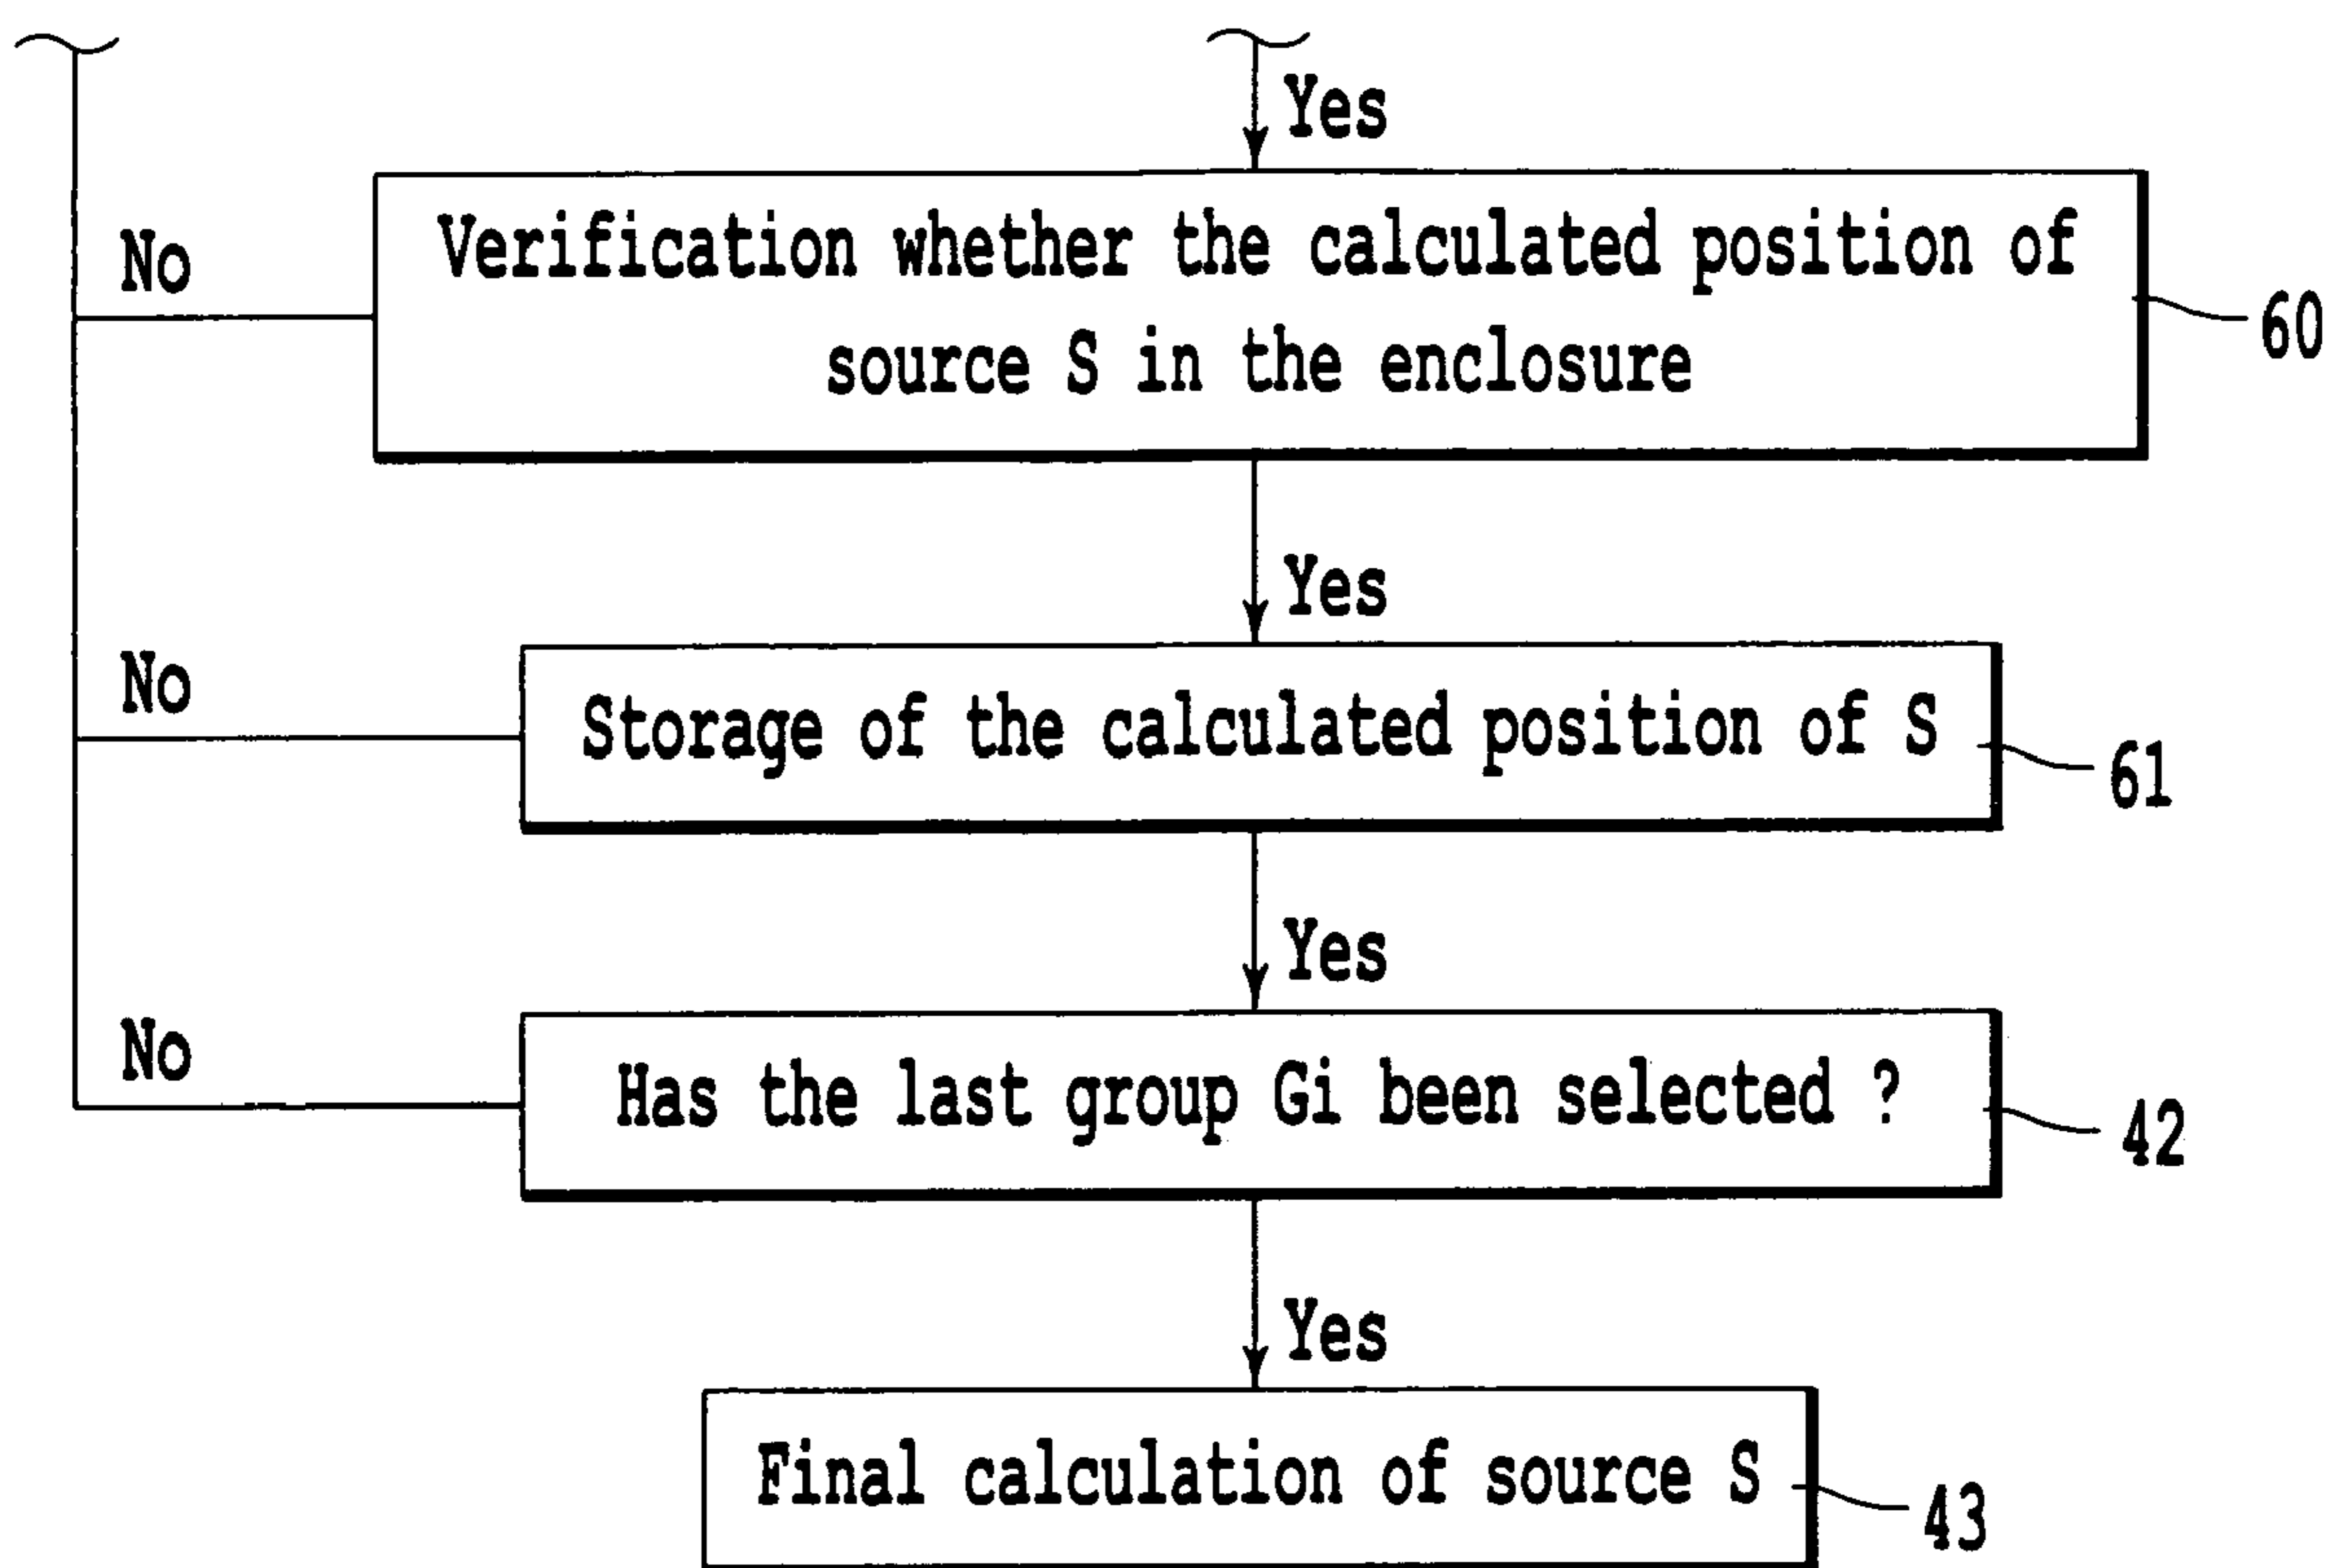 Yes
No
Verification whether the calculated position of
source S in the enclosure
60
Yes
No
Storage of the calculated position of S
61
Yes
No
Has the last group Gi been selected ?
42
Yes
Final calculation of source S
43